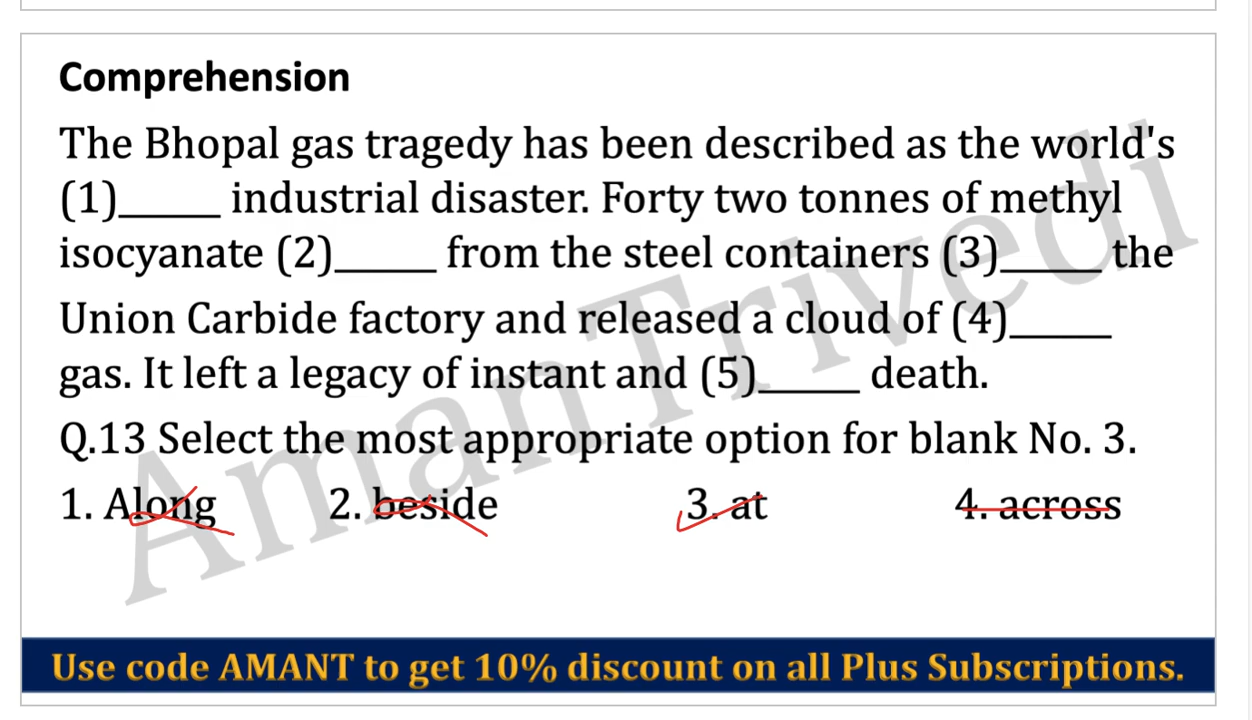 Comprehension
The Bhopal gas tragedy has been described as the world's
(1)_____ industrial disaster. Forty two tonnes of methyl
isocyanate (2)_____ from the steel containers (3)_____ the
Union Carbide factory and released a cloud of (4)_____
gas. It left a legacy of instant and (5)_____ death.
Q.13 Select the most appropriate option for blank No. 3.
1. Along 2. beside 3. at 4. across
AmanTrivedi
Use code AMANT to get 10% discount on all Plus Subscriptions.